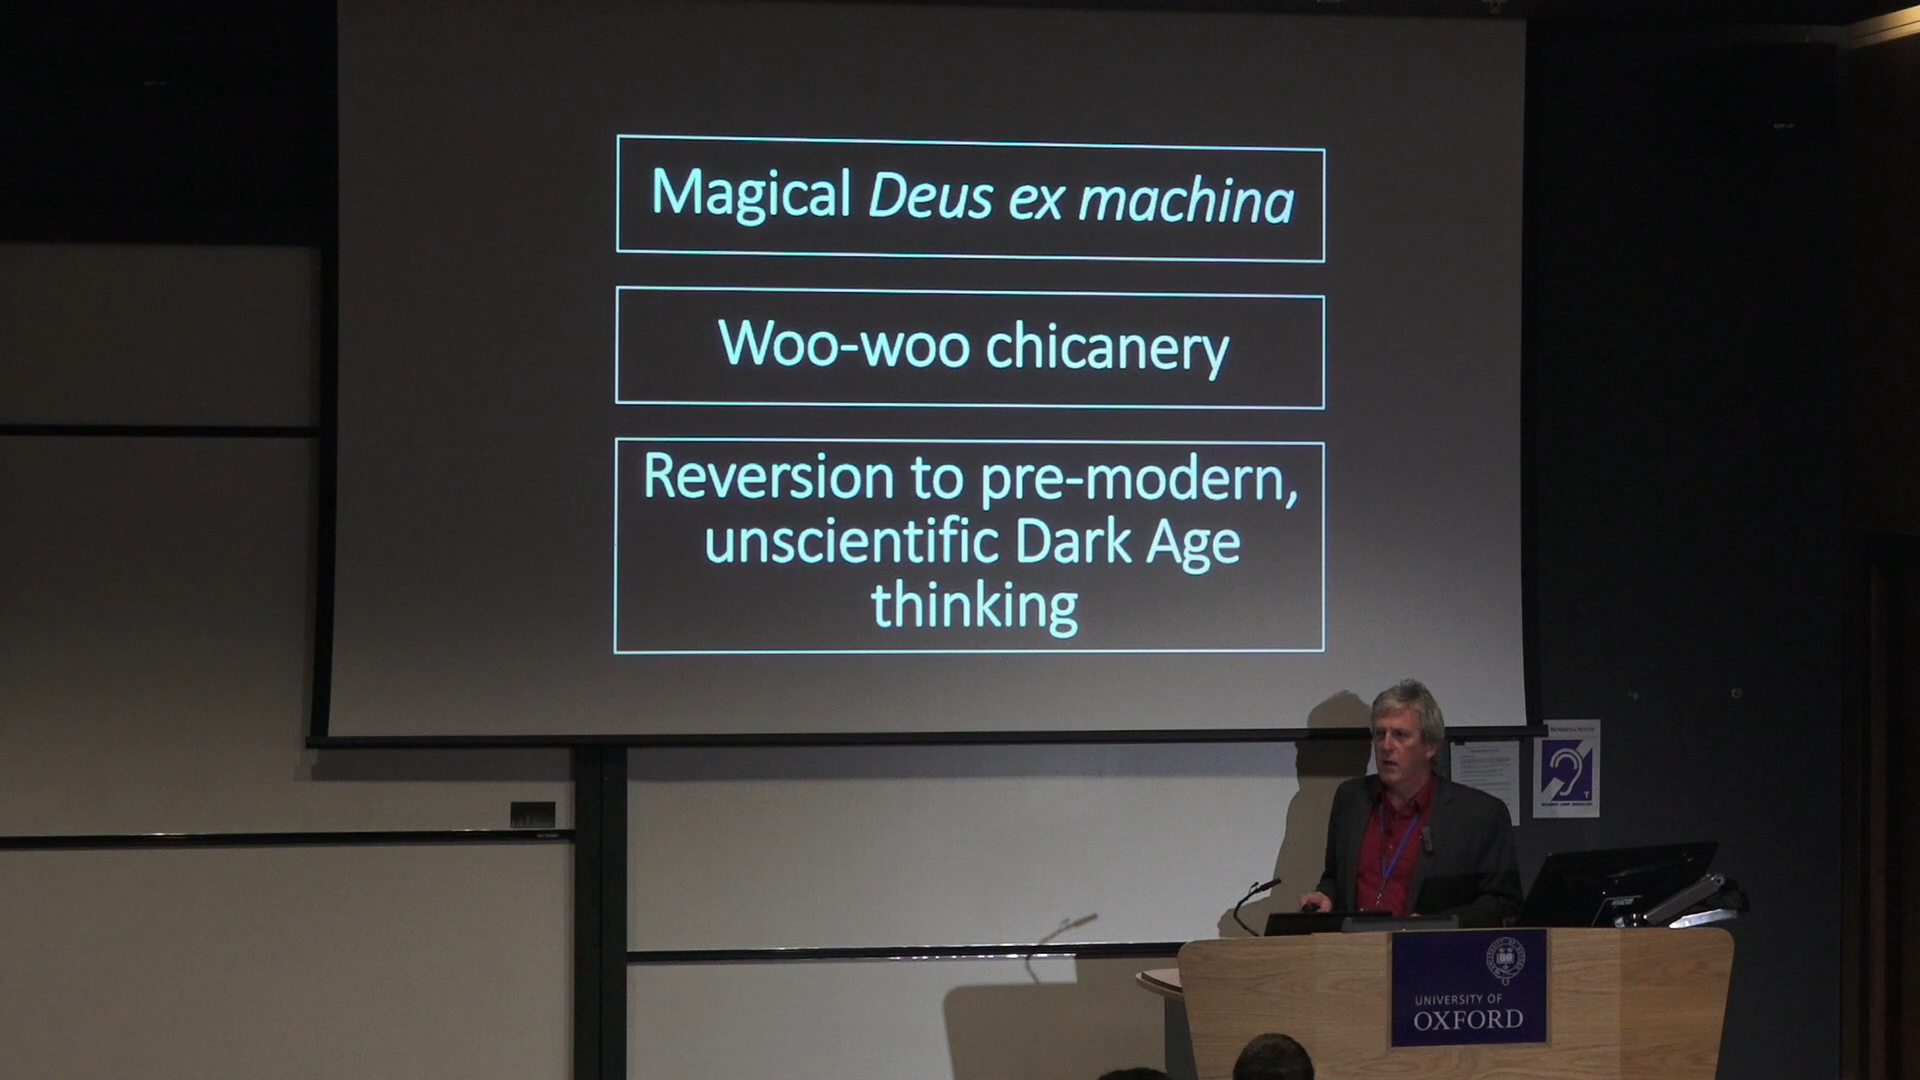 Magical Deus ex machina
Woo-woo chicanery
Reversion to pre-modern,
unscientific Dark Age
thinking
UNIVERSITY OF
OXFORD
T